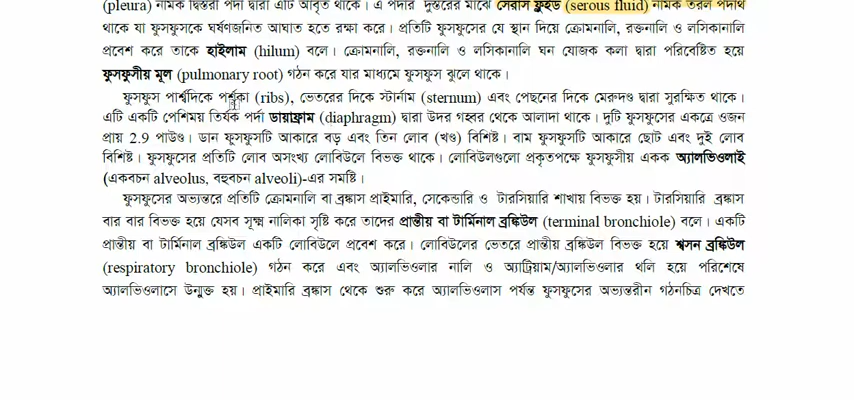 (pleura) নামক দ্বিস্তরী পর্দা দ্বারা এটি আবৃত থাকে। এ পর্দার দুস্তরের মাঝে সেরাস ফ্লুইড (serous fluid) নামক তরল পদার্থ
থাকে যা ফুসফুসকে ঘর্ষণজনিত আঘাত হতে রক্ষা করে। প্রতিটি ফুসফুসের যে স্থান দিয়ে ক্রোমনালি, রক্তনালি ও লসিকানালি
প্রবেশ করে তাকে হাইলাম (hilum) বলে। ক্রোমনালি, রক্তনালি ও লসিকানালি ঘন যোজক কলা দ্বারা পরিবেষ্টিত হয়ে
ফুসফুসীয় মূল (pulmonary root) গঠন করে যার মাধ্যমে ফুসফুস ঝুলে থাকে।
ফুসফুস পার্শ্বদিকে পর্শুকা (ribs), ভেতরের দিকে স্টার্নাম (sternum) এবং পেছনের দিকে মেরুদণ্ড দ্বারা সুরক্ষিত থাকে।
এটি একটি পেশিময় তির্যক পর্দা ডায়াফ্রাম (diaphragm) দ্বারা উদর গহ্বর থেকে আলাদা থাকে। দুটি ফুসফুসের একত্রে ওজন
প্রায় 2.9 পাউণ্ড। ডান ফুসফুসটি আকারে বড় এবং তিন লোব (খণ্ড) বিশিষ্ট। বাম ফুসফুসটি আকারে ছোট এবং দুই লোব
বিশিষ্ট। ফুসফুসের প্রতিটি লোব অসংখ্য লোবিউলে বিভক্ত থাকে। লোবিউলগুলো প্রকৃতপক্ষে ফুসফুসীয় একক অ্যালভিওলাই
(একবচন alveolus, বহুবচন alveoli)-এর সমষ্টি।
ফুসফুসের অভ্যন্তরে প্রতিটি ক্রোমনালি বা ব্রঙ্কাস প্রাইমারি, সেকেন্ডারি ও টারসিয়ারি শাখায় বিভক্ত হয়। টারসিয়ারি ব্রঙ্কাস
বার বার বিভক্ত হয়ে যেসব সূক্ষ্ম নালিকা সৃষ্টি করে তাদের প্রান্তীয় বা টার্মিনাল ব্রঙ্কিউল (terminal bronchiole) বলে। একটি
প্রান্তীয় বা টার্মিনাল ব্রঙ্কিউল একটি লোবিউলে প্রবেশ করে। লোবিউলের ভেতরে প্রান্তীয় ব্রঙ্কিউল বিভক্ত হয়ে শ্বসন ব্রঙ্কিউল
(respiratory bronchiole) গঠন করে এবং অ্যালভিওলার নালি ও অ্যাট্রিয়াম/অ্যালভিওলার থলি হয়ে পরিশেষে
অ্যালভিওলাসে উন্মুক্ত হয়। প্রাইমারি ব্রঙ্কাস থেকে শুরু করে অ্যালভিওলাস পর্যন্ত ফুসফুসের অভ্যন্তরীন গঠনচিত্র দেখতে